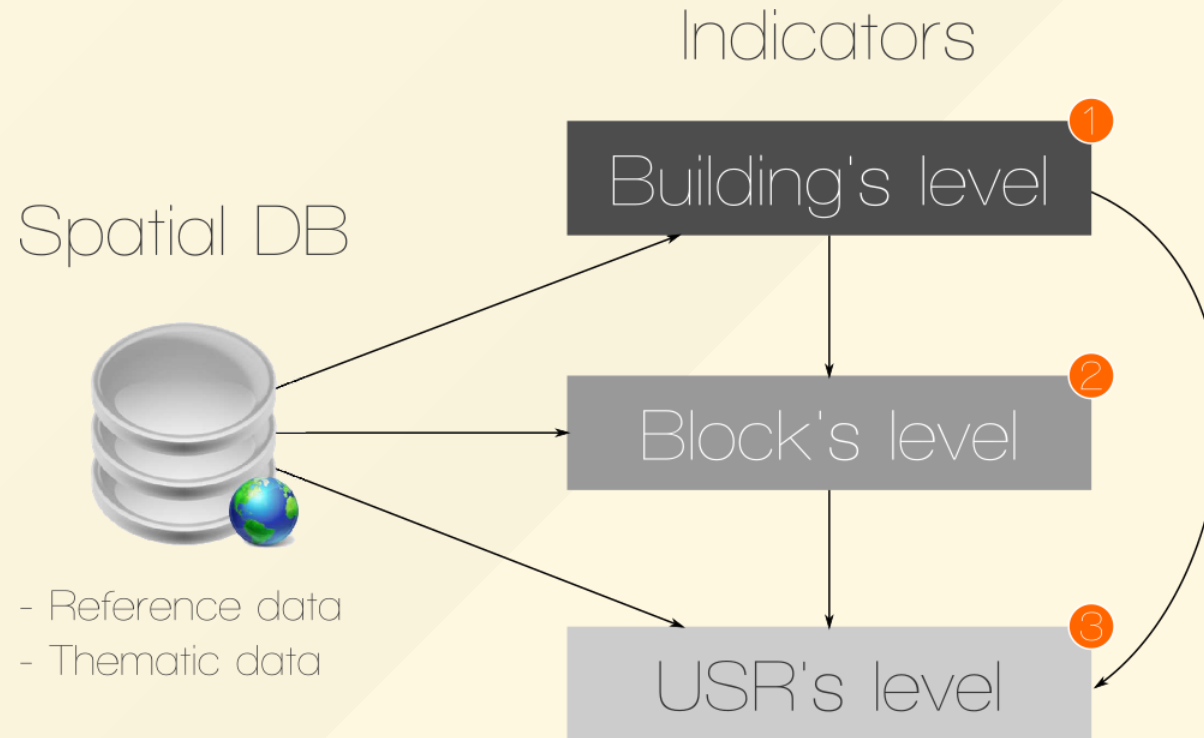 Indicators
1
Building's level
Spatial DB
2
Block's level
- Reference data
- Thematic data
3
USR's level